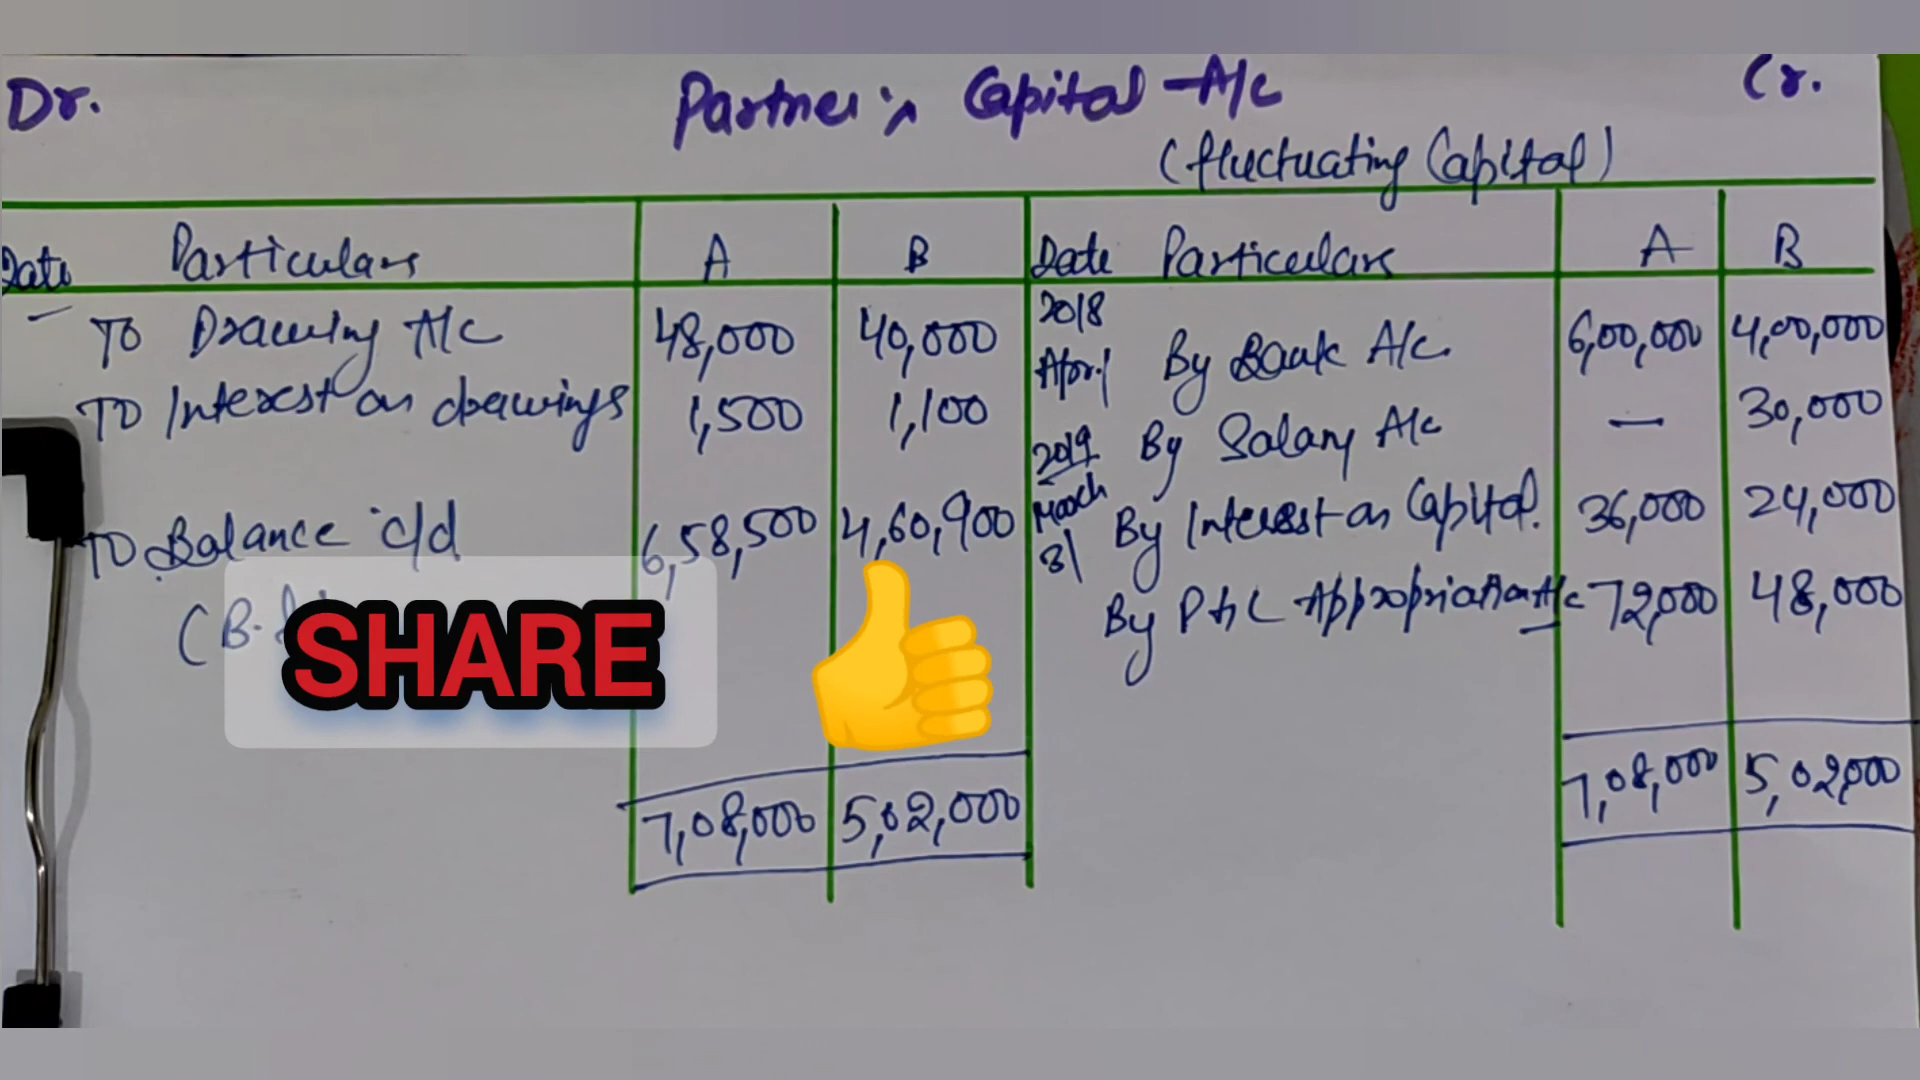 Dr. Partner's Capital A/c Cr.
(fluctuating Capital)
Date Particulars A B Date Particulars A B
To Drawing A/c 48,000 40,000 2018 Apr.1 By Bank A/c 6,00,000 4,00,000
To Interest on drawings 1,500 1,100 By Salary A/c — 30,000
To Balance c/d 6,58,500 4,60,900 2019 March 31 By Interest on Capital. 36,000 24,000
(B. By P & L Appropriation A/c 72,000 48,000
SHARE
7,08,000 5,02,000 7,08,000 5,02,000